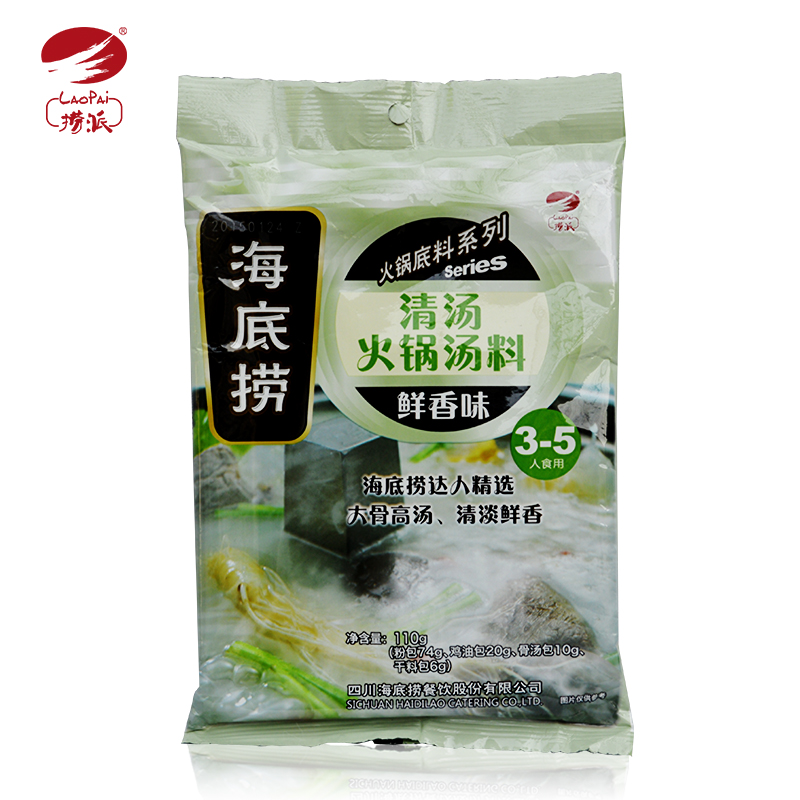 ®
LAOPAI
捞派
®
LAOPAI
捞派
20150124
海底捞
火锅底料系列
Series
清汤
火锅汤料
鲜香味
3-5
人食用
海底捞达人精选
大骨高汤、清淡鲜香
净含量：110g
(粉包74g、鸡油包20g、骨汤包10g、
干料包6g)
四川海底捞餐饮股份有限公司
SICHUAN HAIDILAO CATERING CO.,LTD.
图片仅供参考